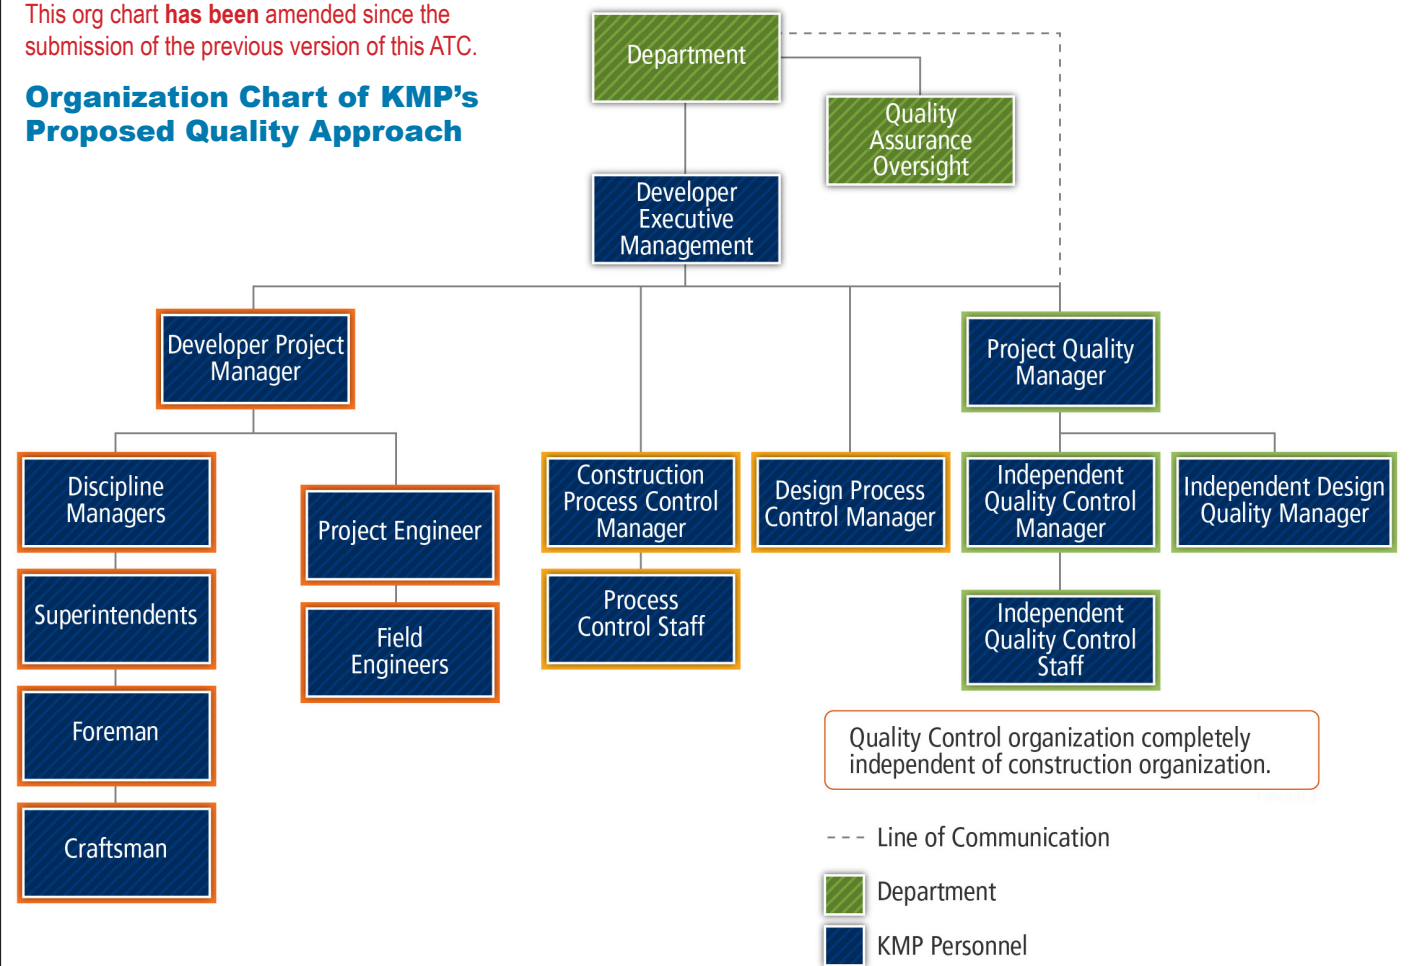 This org chart has been amended since the
submission of the previous version of this ATC.
Organization Chart of KMP's
Proposed Quality Approach
Department
Quality
Assurance
Oversight
Developer
Executive
Management
Developer Project
Manager
Project Quality
Manager
Discipline
Managers
Project Engineer
Construction
Process Control
Manager
Design Process
Control Manager
Independent
Quality Control
Manager
Independent Design
Quality Manager
Superintendents
Field
Engineers
Process
Control Staff
Independent
Quality Control
Staff
Foreman
Craftsman
Quality Control organization completely
independent of construction organization.
Line of Communication
Department
KMP Personnel